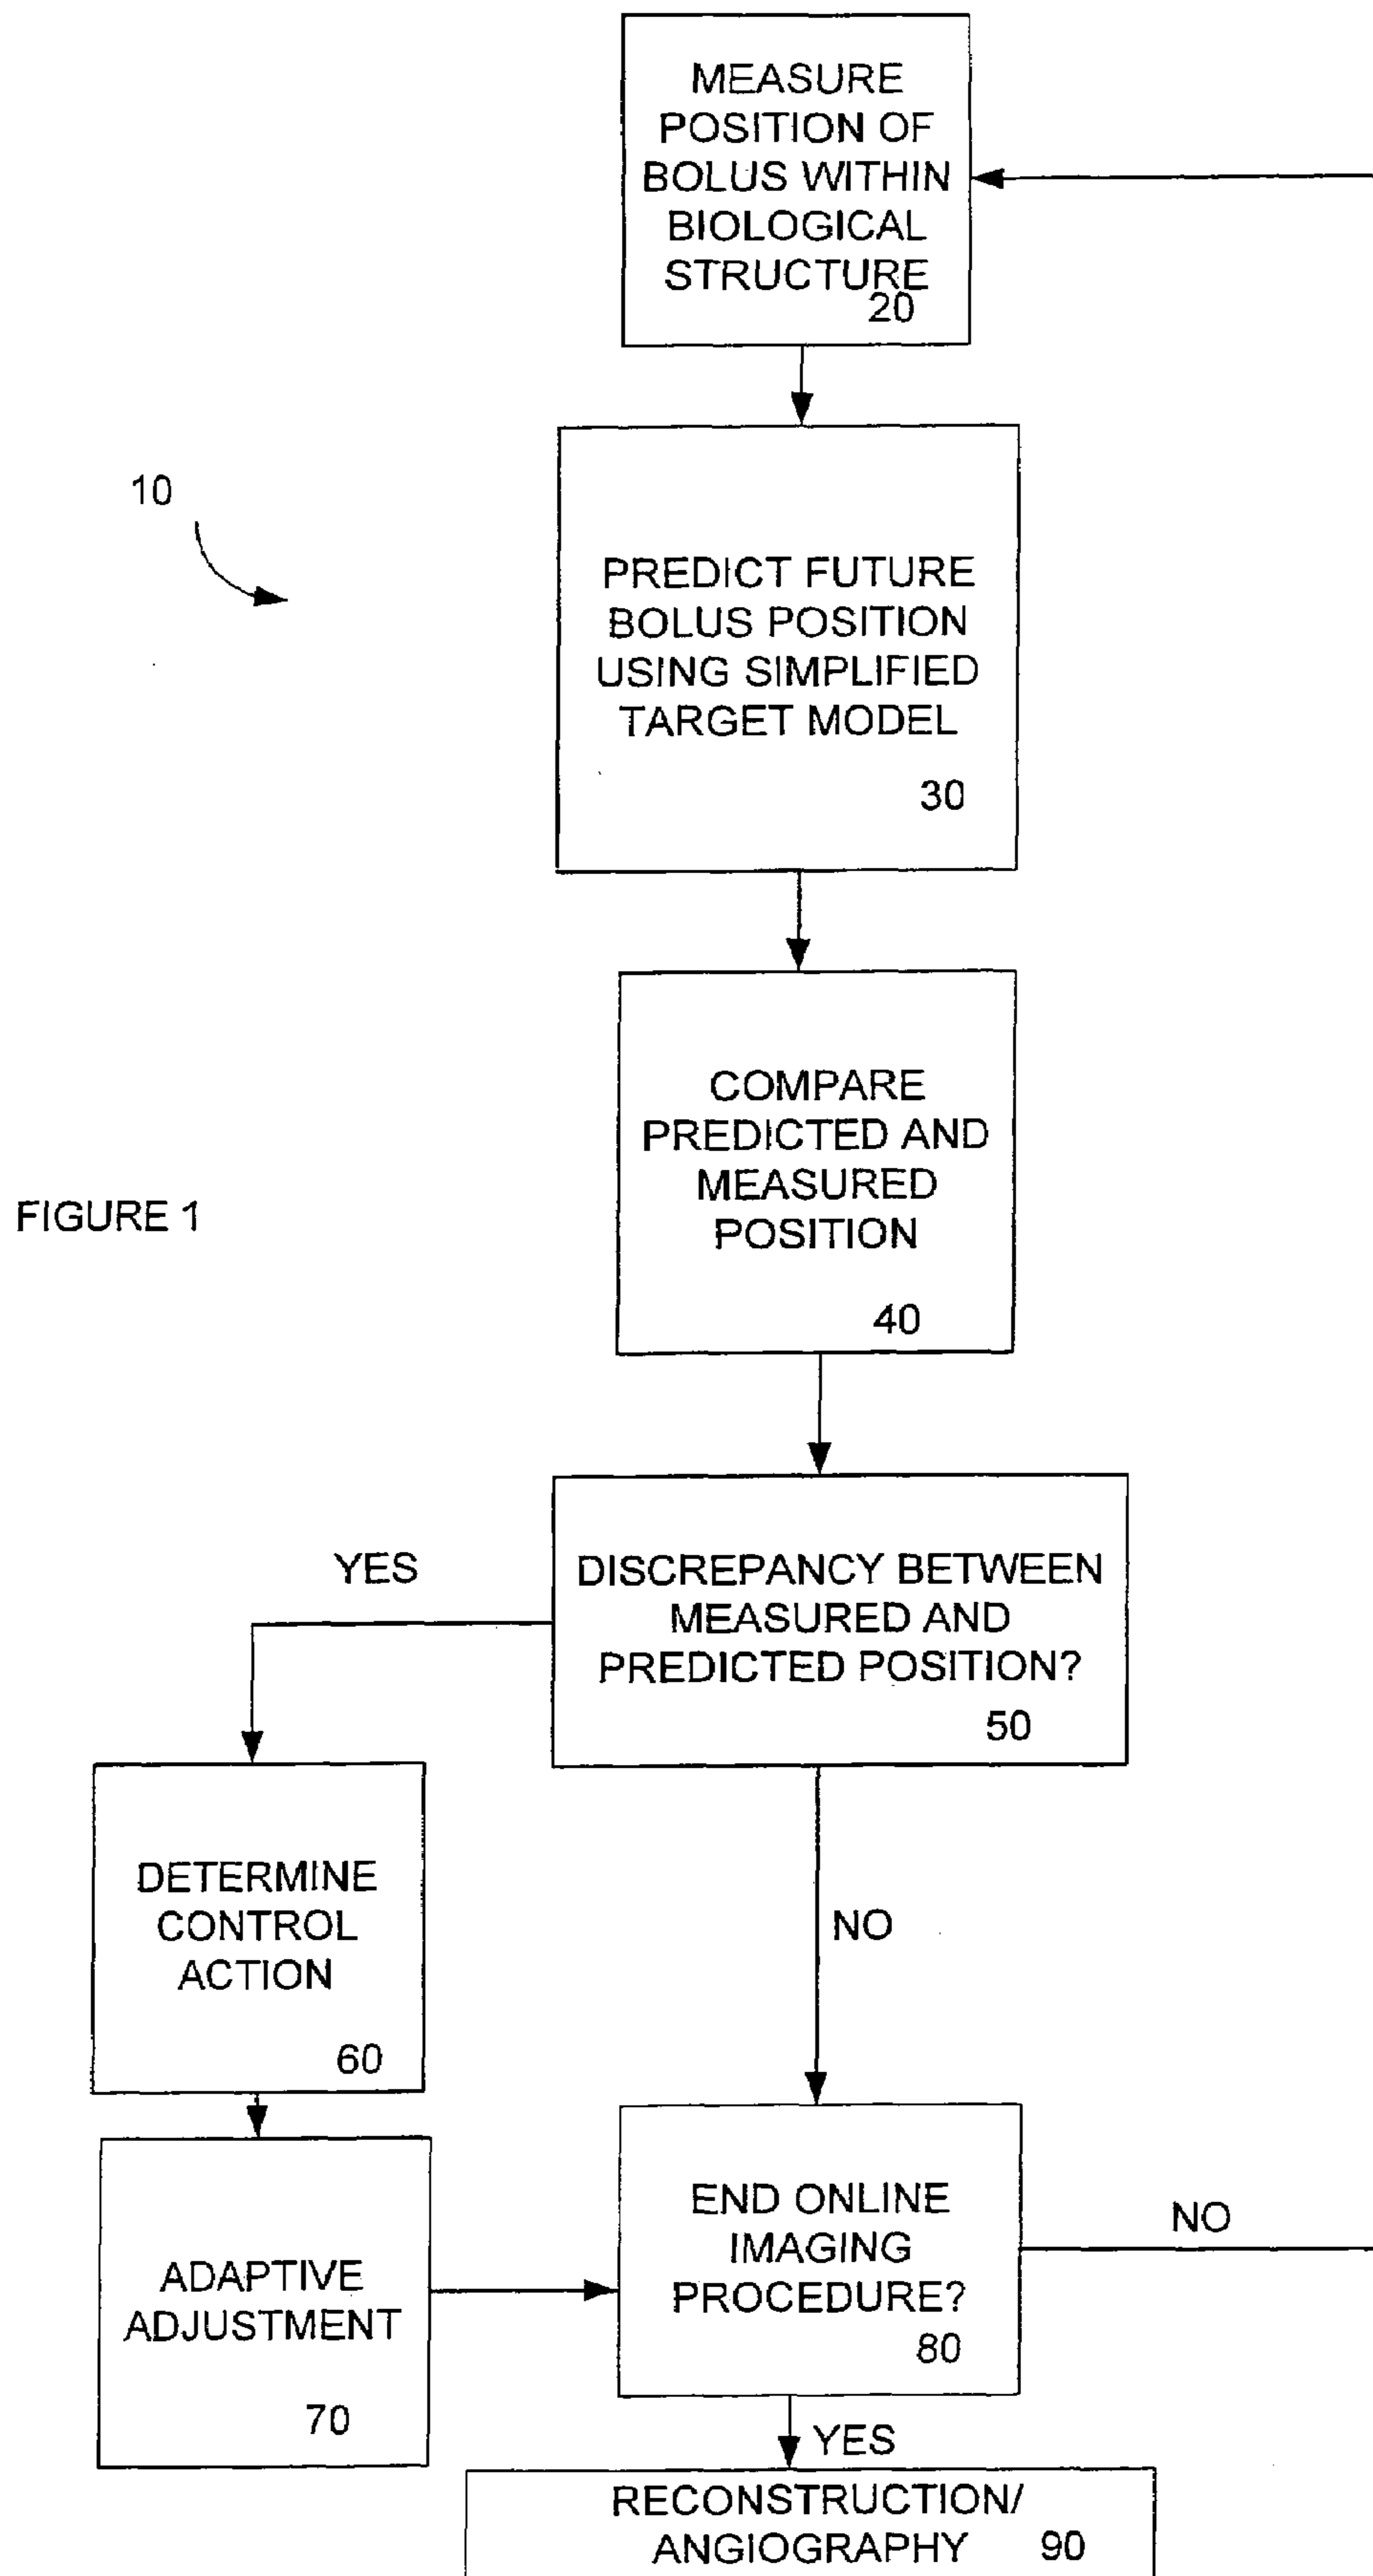 MEASURE
POSITION OF
BOLUS WITHIN
BIOLOGICAL
STRUCTURE
20
10
PREDICT FUTURE
BOLUS POSITION
USING SIMPLIFIED
TARGET MODEL
30
COMPARE
PREDICTED AND
MEASURED
POSITION
40
FIGURE 1
YES
DISCREPANCY BETWEEN
MEASURED AND
PREDICTED POSITION?
50
DETERMINE
CONTROL
ACTION
60
NO
ADAPTIVE
ADJUSTMENT
70
END ONLINE
IMAGING
PROCEDURE?
80
NO
YES
RECONSTRUCTION/
ANGIOGRAPHY 90